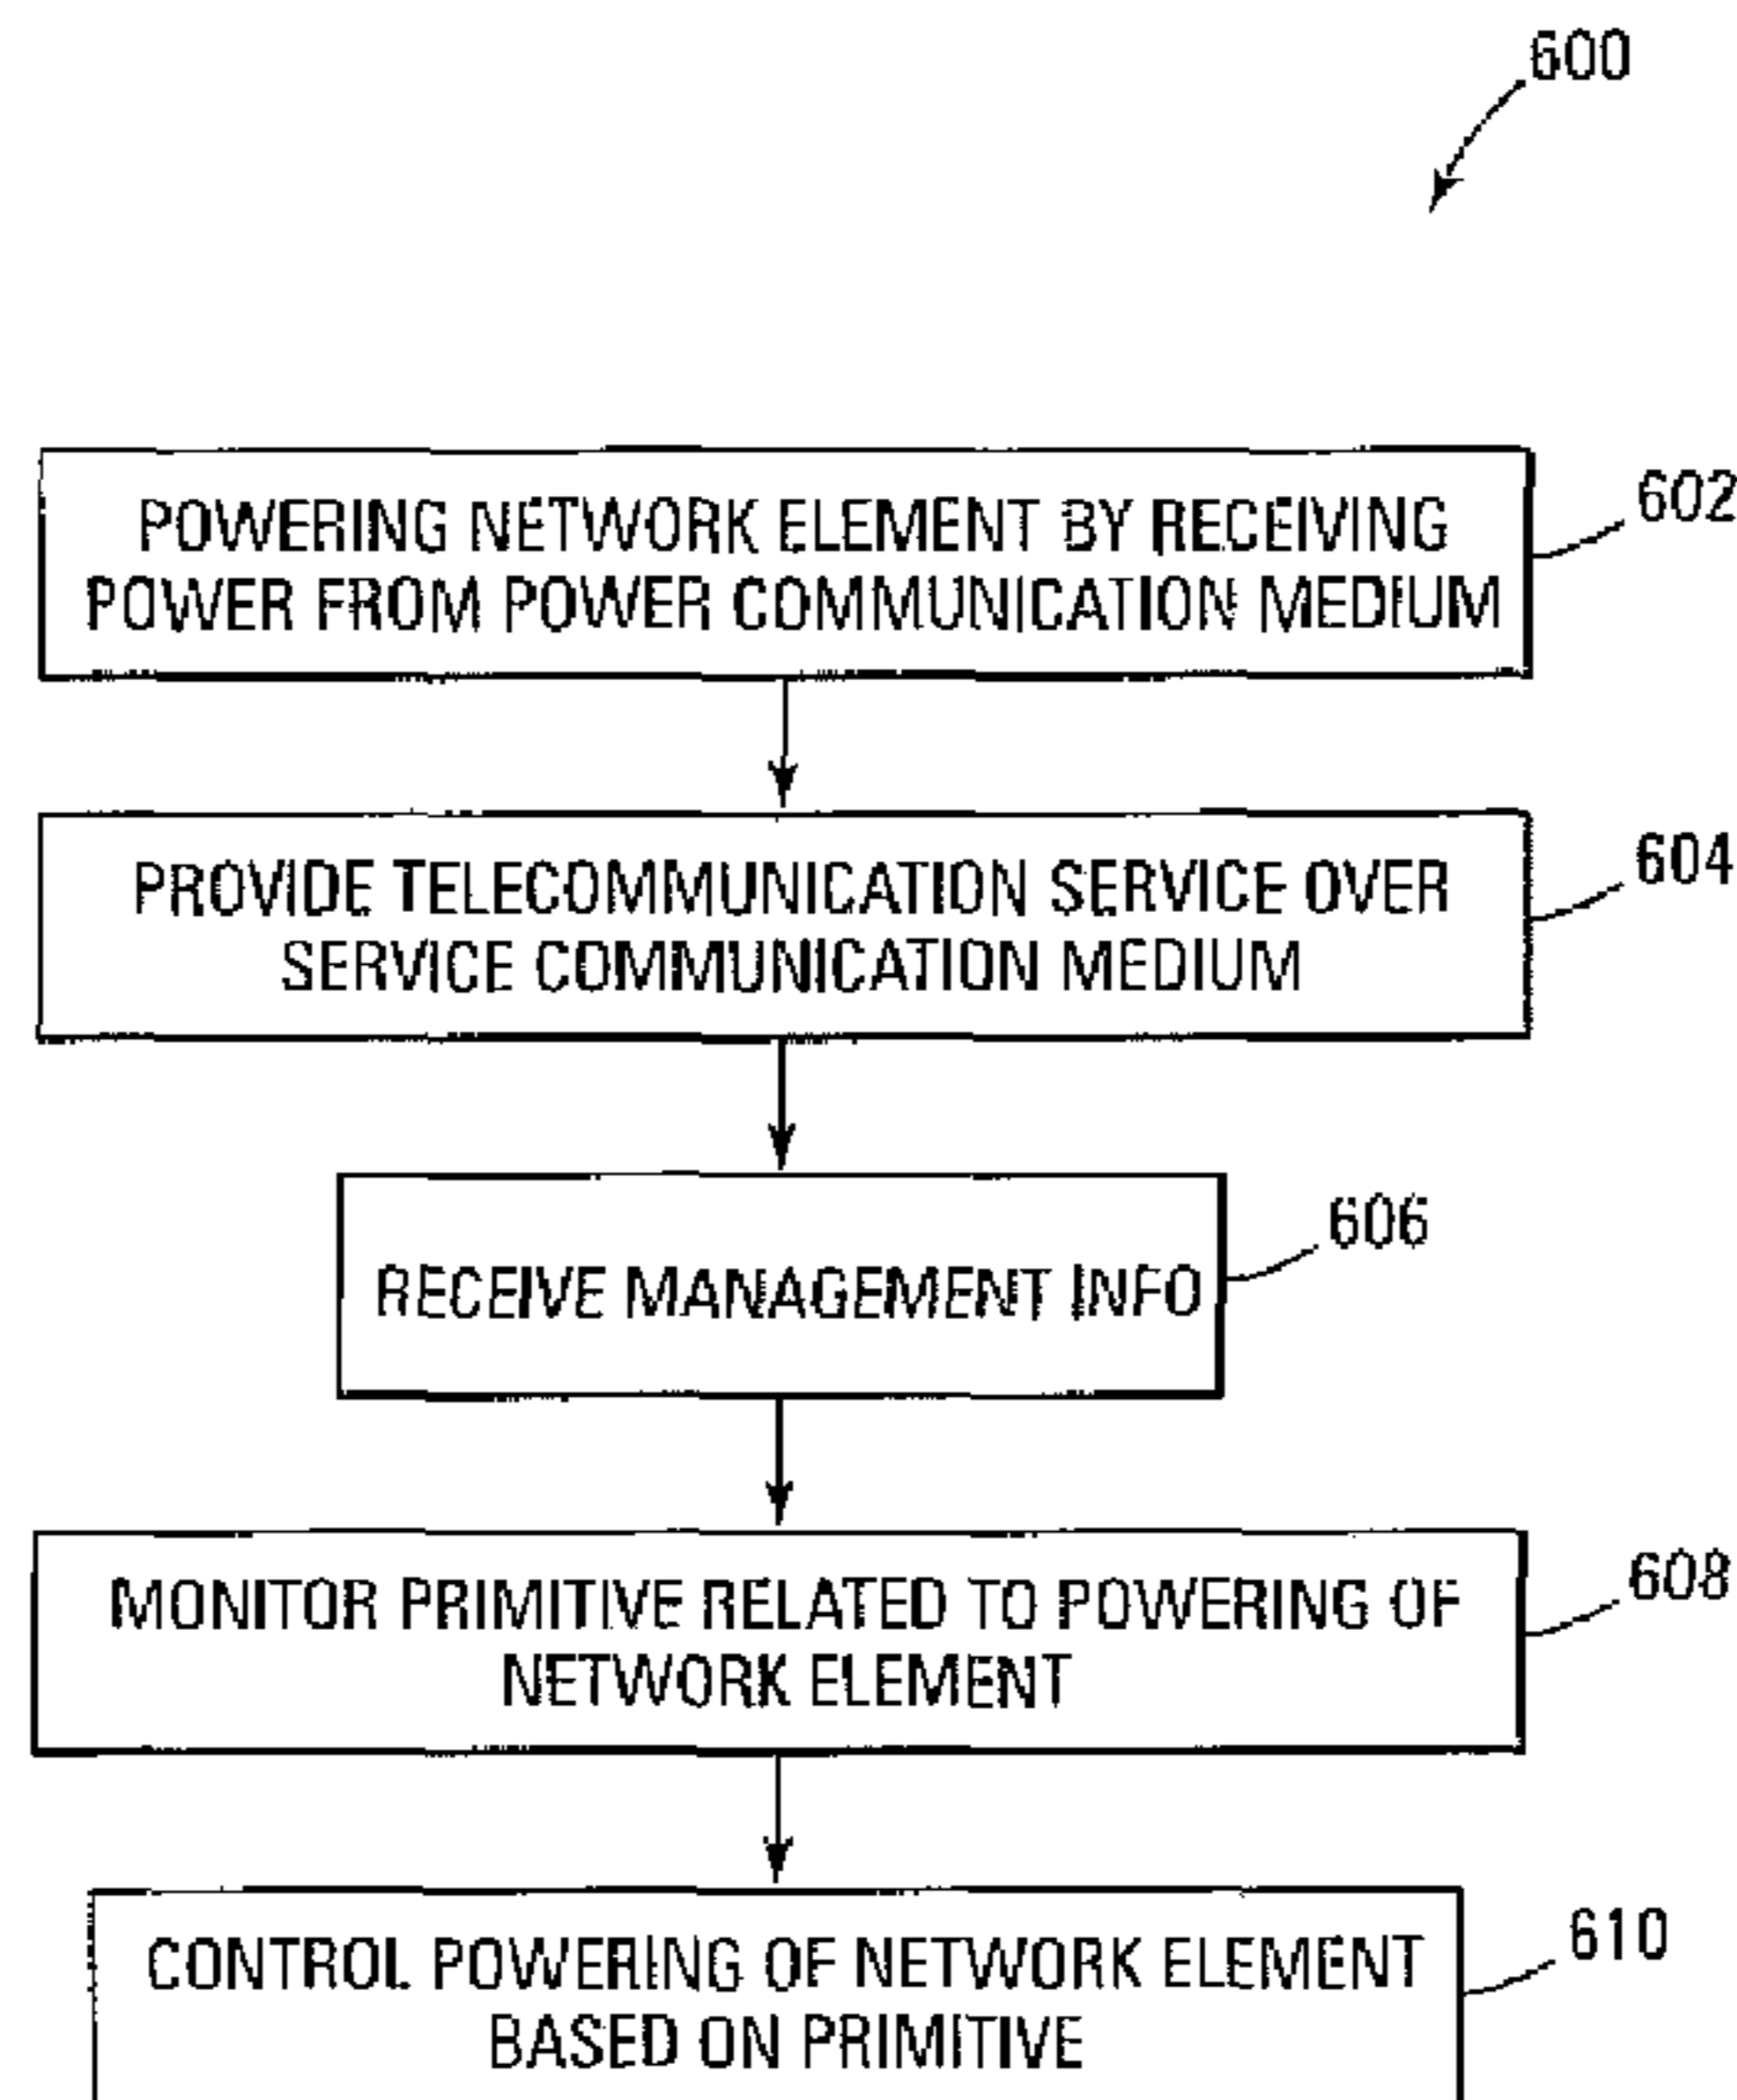 600
POWERING NETWORK ELEMENT BY RECEIVING
POWER FROM POWER COMMUNICATION MEDIUM
602
PROVIDE TELECOMMUNICATION SERVICE OVER
SERVICE COMMUNICATION MEDIUM
604
RECEIVE MANAGEMENT INFO
606
MONITOR PRIMITIVE RELATED TO POWERING OF
NETWORK ELEMENT
608
CONTROL POWERING OF NETWORK ELEMENT
BASED ON PRIMITIVE
610